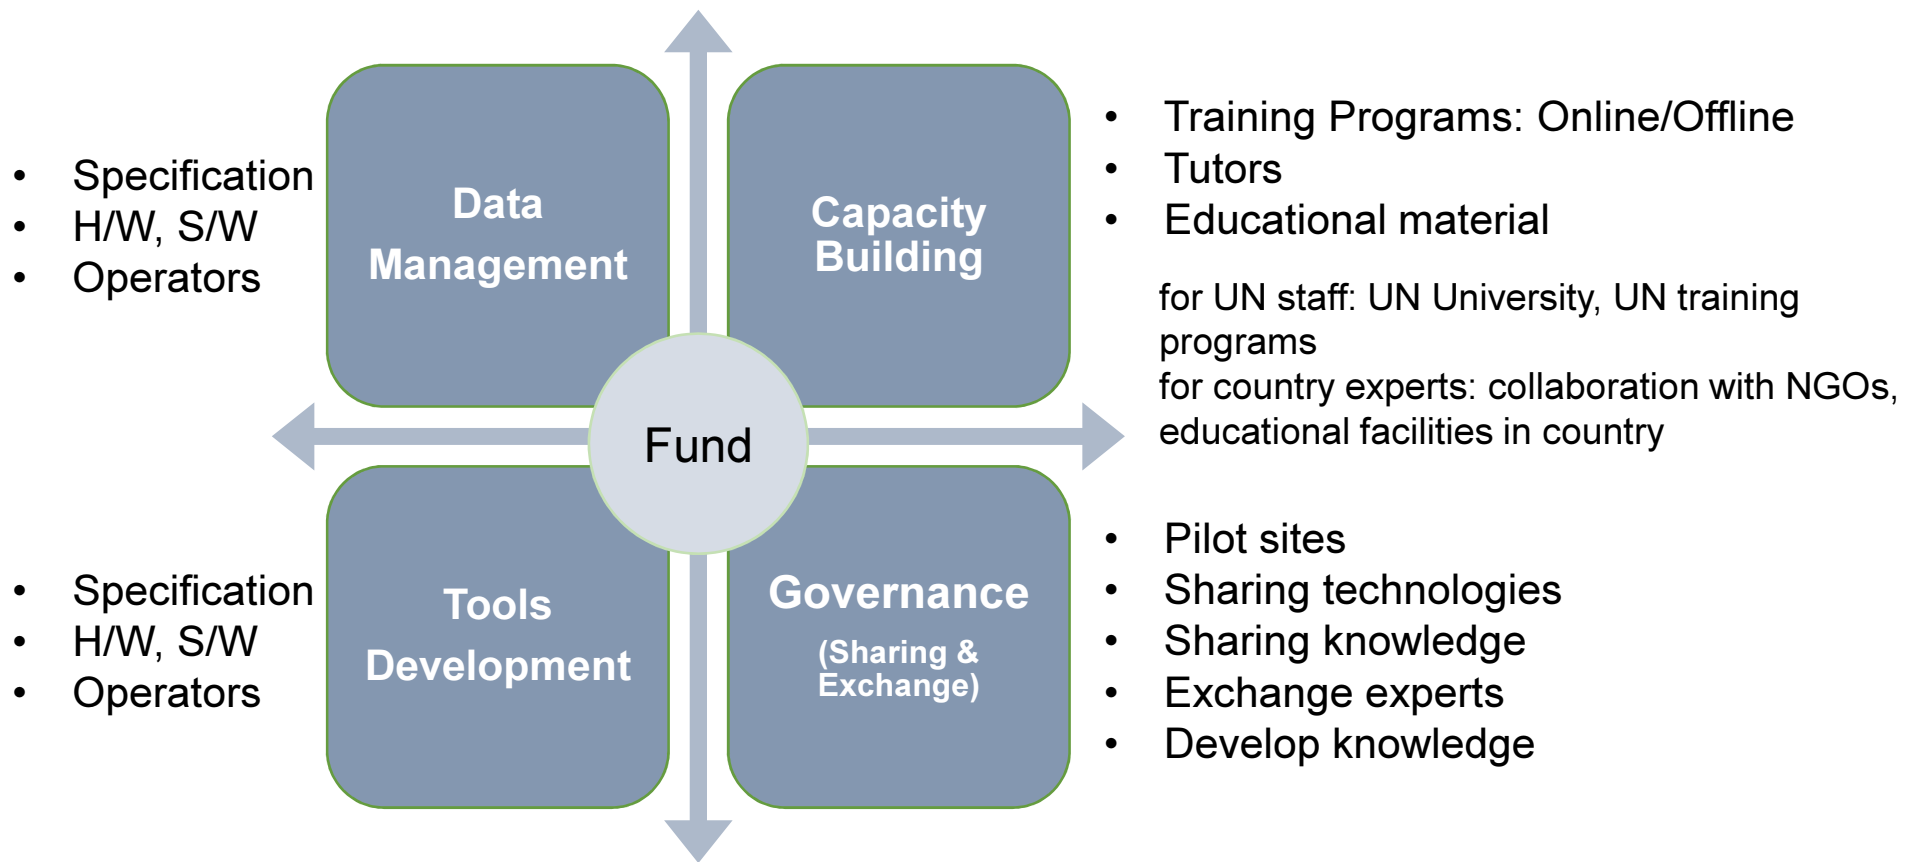 • Specification
• H/W, S/W
• Operators
Data
Management
Capacity
Building
• Training Programs: Online/Offline
• Tutors
• Educational material
for UN staff: UN University, UN training
programs
for country experts: collaboration with NGOs,
educational facilities in country
Fund
• Specification
• H/W, S/W
• Operators
Tools
Development
Governance
(Sharing &
Exchange)
• Pilot sites
• Sharing technologies
• Sharing knowledge
• Exchange experts
• Develop knowledge